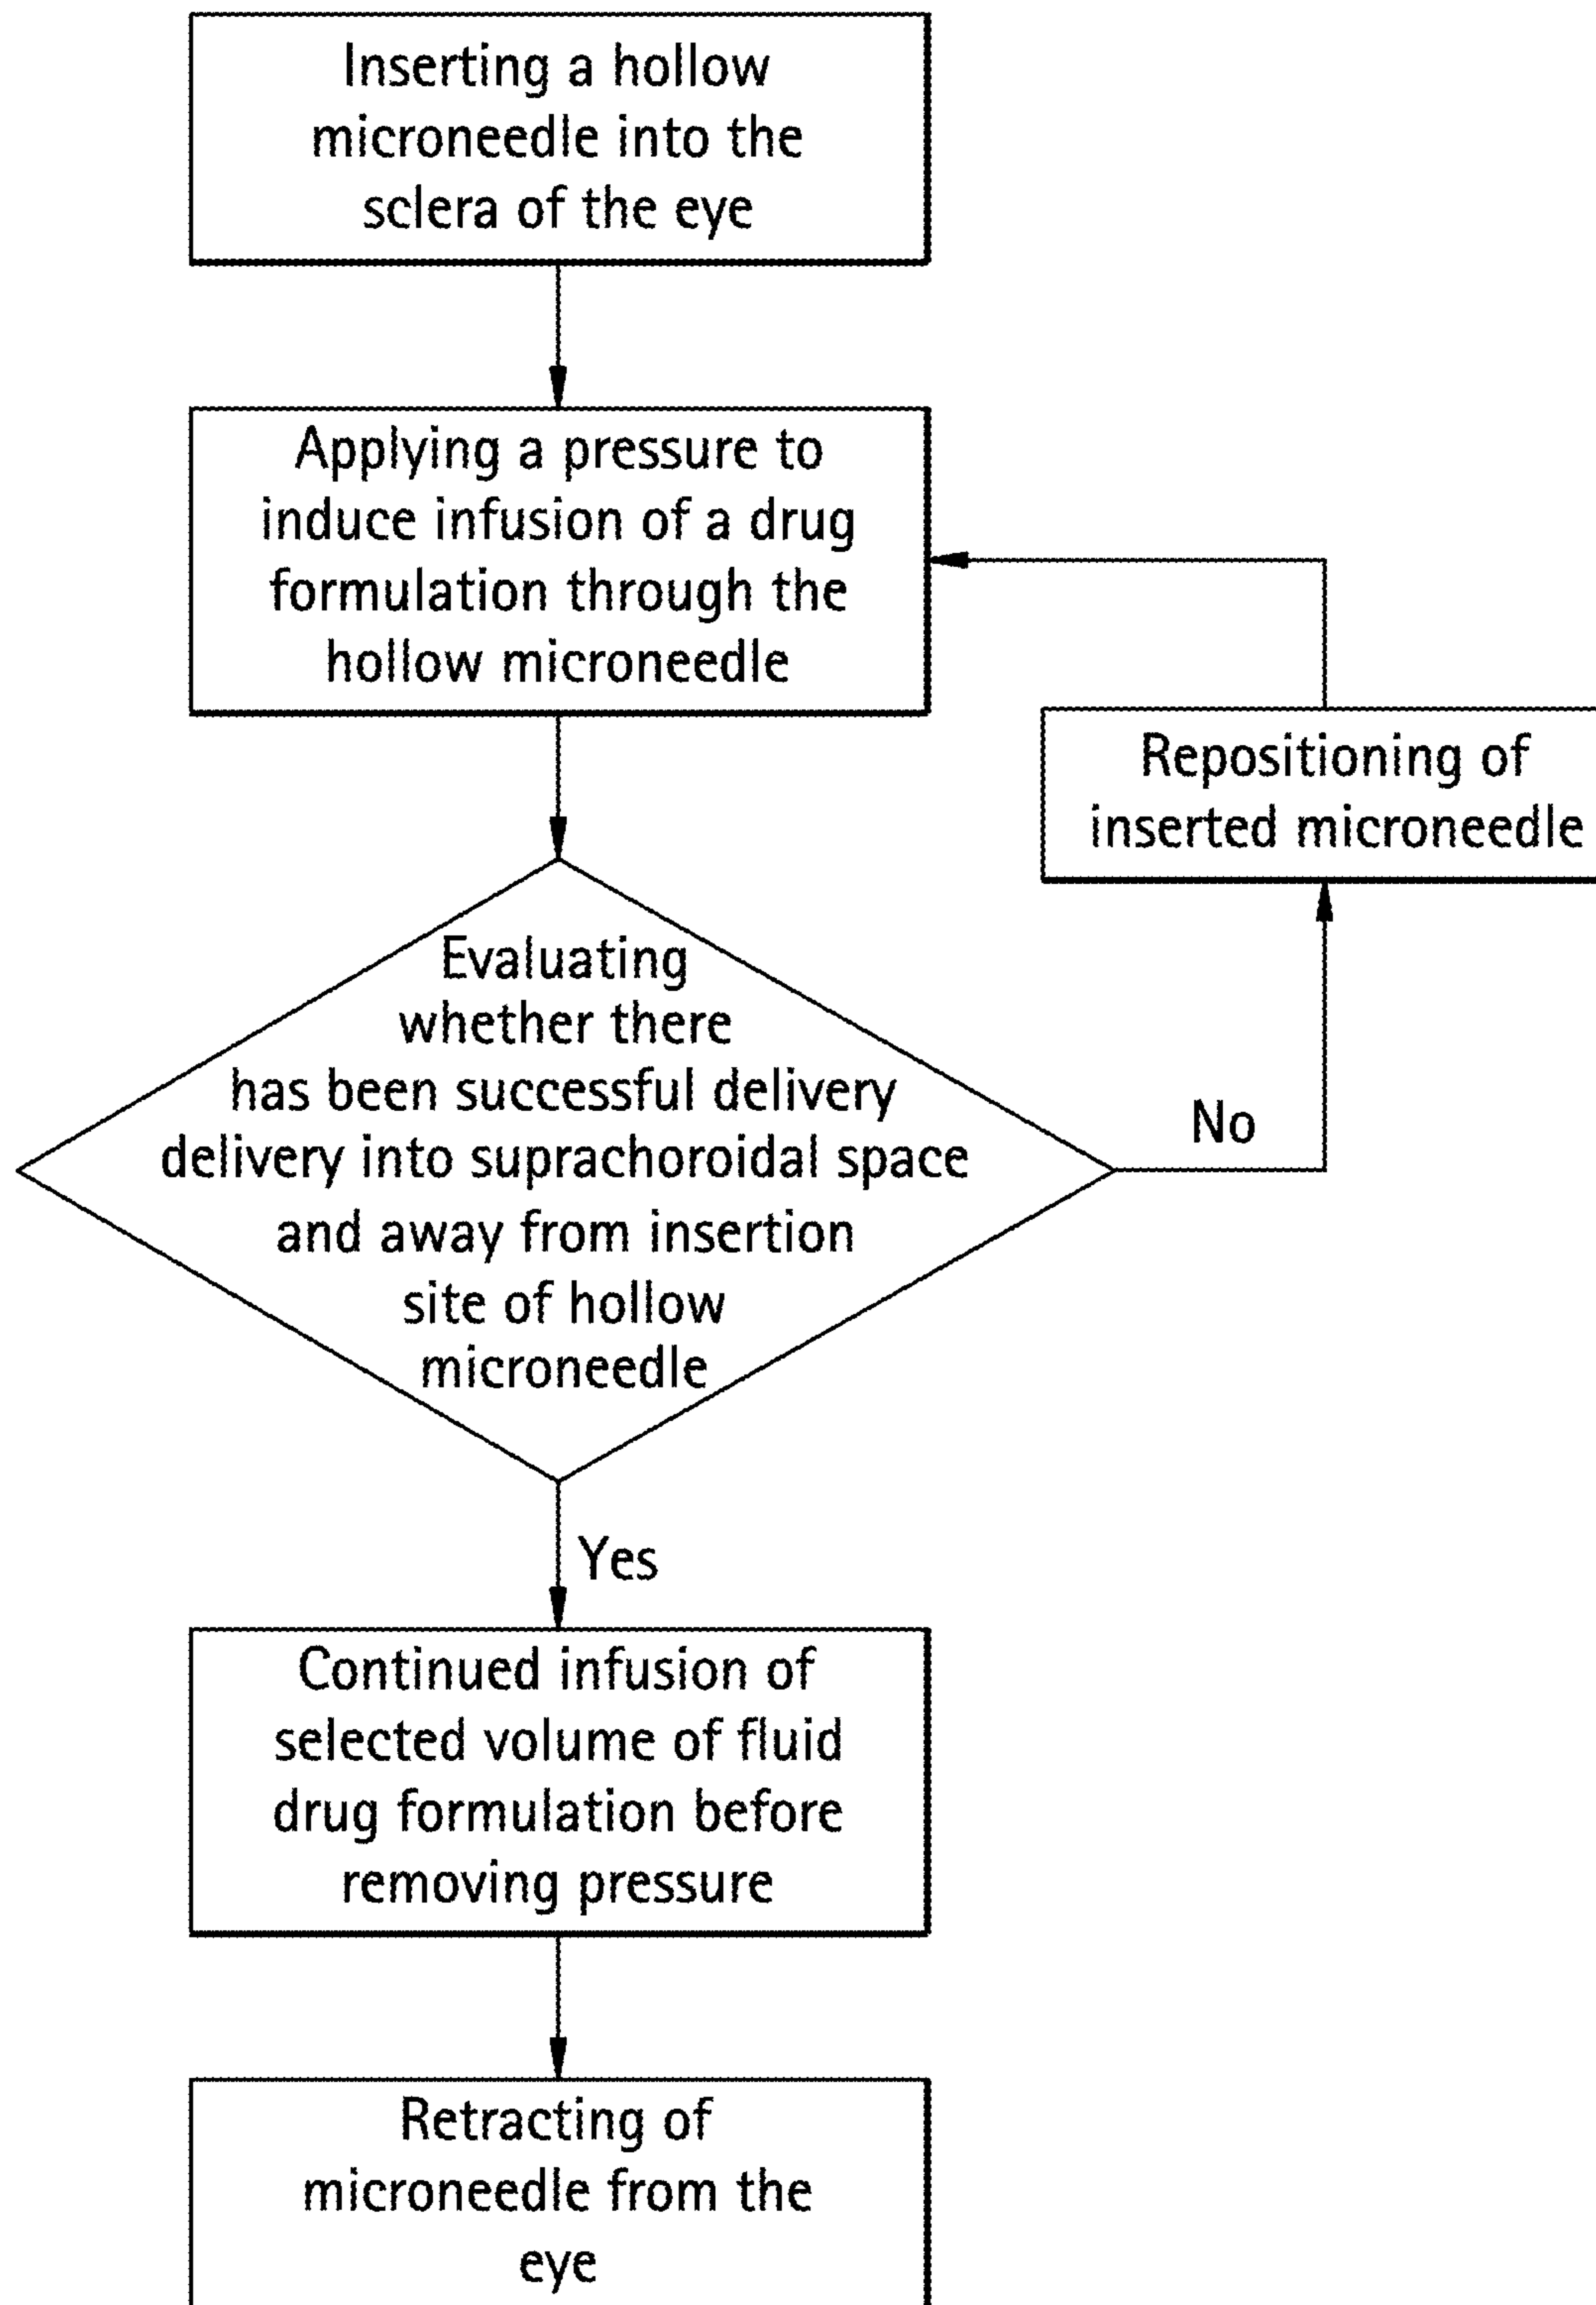 Inserting a hollow
microneedle into the
sclera of the eye
Applying a pressure to
induce infusion of a drug
formulation through the
hollow microneedle
Repositioning of
inserted microneedle
Evaluating
whether there
has been successful delivery
delivery into suprachoroidal space
and away from insertion
site of hollow
microneedle
No
Yes
Continued infusion of
selected volume of fluid
drug formulation before
removing pressure
Retracting of
microneedle from the
eye